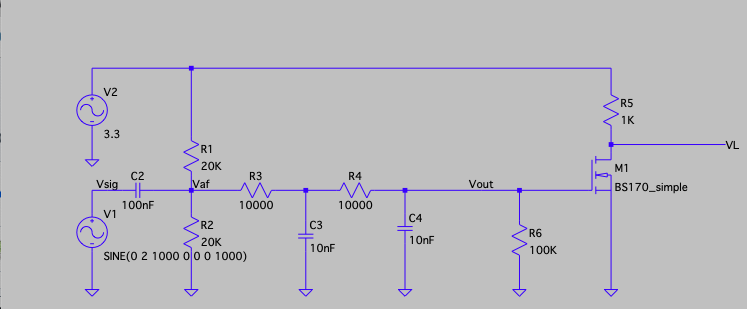 V2
3.3
R5
1K
VL
R1
20K
M1
BS170_simple
Vsig
C2
100nF
Vaf
R3
10000
R4
10000
Vout
V1
SINE(0 2 1000 0 0 0 1000)
R2
20K
C3
10nF
C4
10nF
R6
100K